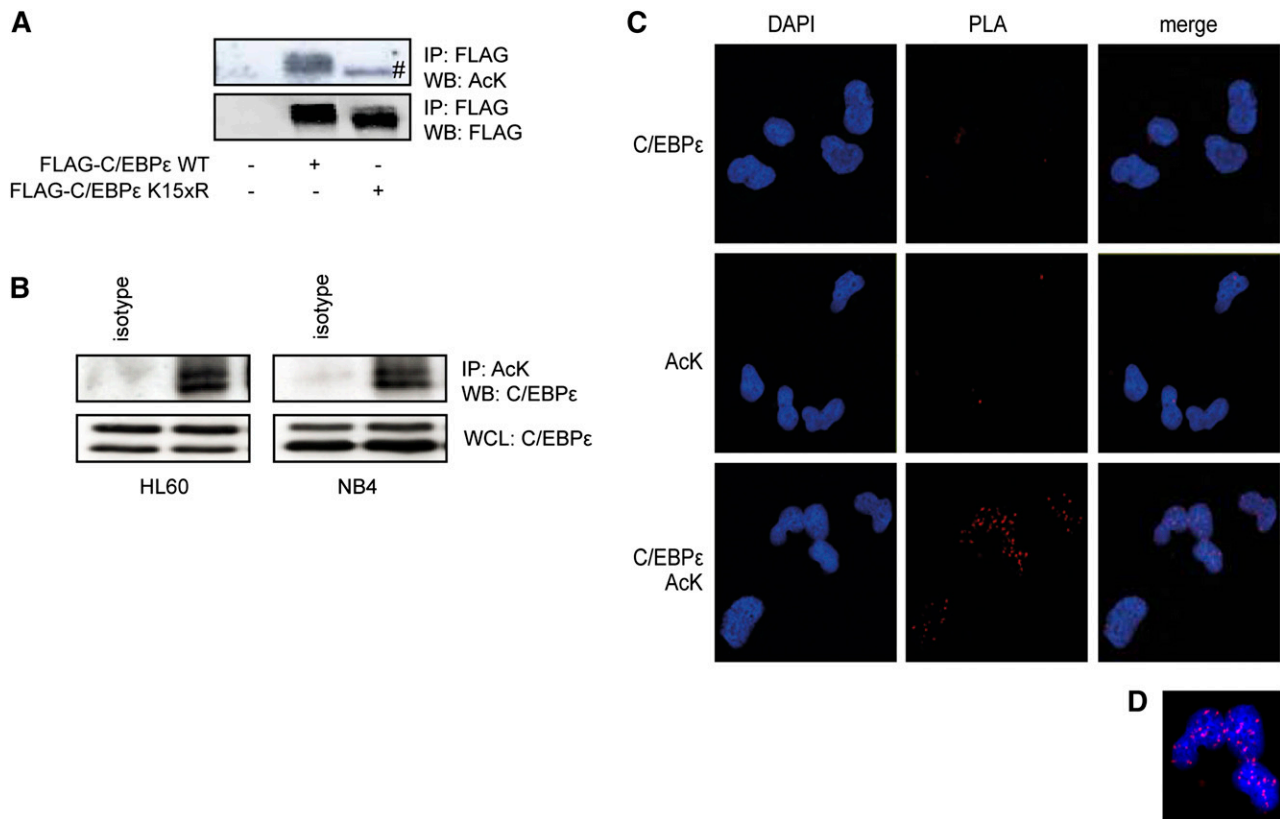 A
IP: FLAG
WB: AcK
#
IP: FLAG
WB: FLAG
FLAG-C/EBPε WT - + -
FLAG-C/EBPε K15xR - - +
B
isotype
isotype
IP: AcK
WB: C/EBPε
WCL: C/EBPε
HL60
NB4
C
DAPI
PLA
merge
C/EBPε
AcK
C/EBPε
AcK
D